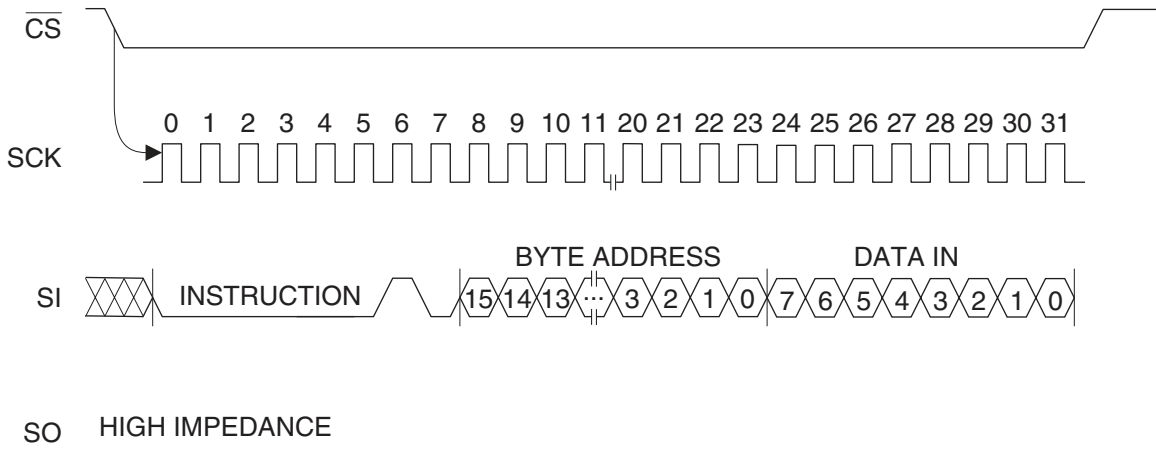 CS
0 1 2 3 4 5 6 7 8 9 10 11 20 21 22 23 24 25 26 27 28 29 30 31
SCK
BYTE ADDRESS DATA IN
SI INSTRUCTION 15 14 13 ... 3 2 1 0 7 6 5 4 3 2 1 0
SO HIGH IMPEDANCE